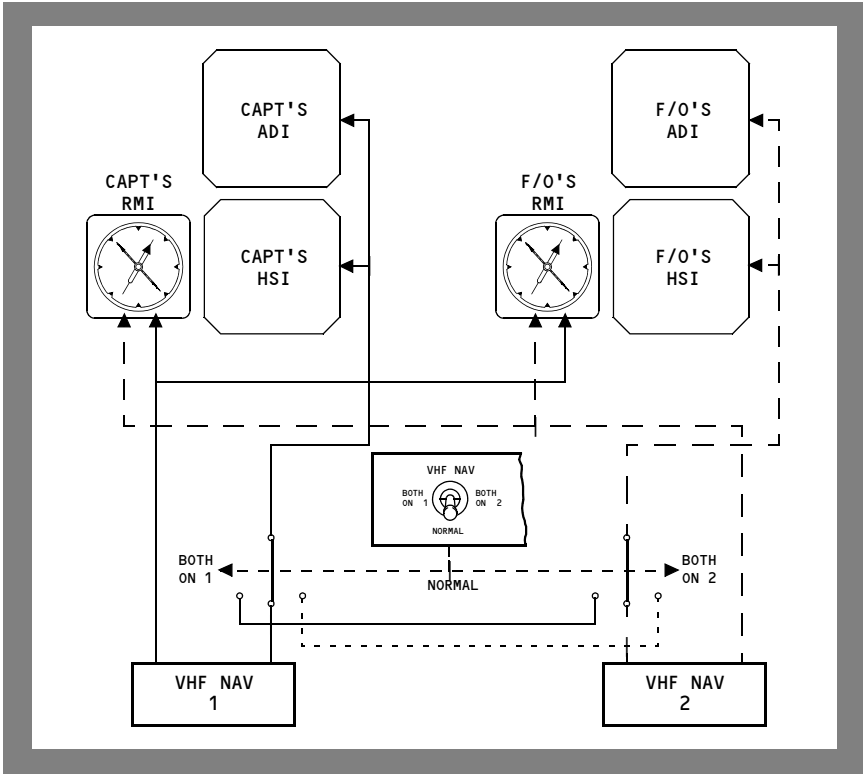 CAPT'S
ADI
F/O'S
ADI
CAPT'S
RMI
F/O'S
RMI
CAPT'S
HSI
F/O'S
HSI
VHF NAV
BOTH
ON 1
BOTH
ON 2
NORMAL
BOTH
ON 1
NORMAL
BOTH
ON 2
VHF NAV
1
VHF NAV
2